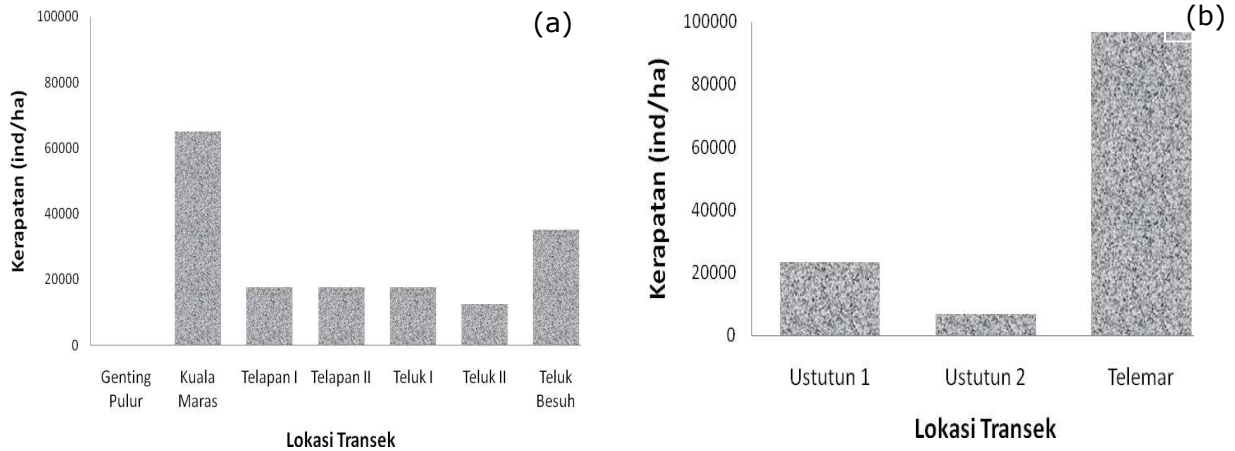 (a)
Kerapatan (ind/ha)
100000
80000
60000
40000
20000
0
Genting Pulur
Kuala Maras
Telapan I
Telapan II
Teluk I
Teluk II
Teluk Besuh
Lokasi Transek
(b)
Kerapatan (ind/ha)
100000
80000
60000
40000
20000
0
Ustutun 1
Ustutun 2
Telemar
Lokasi Transek